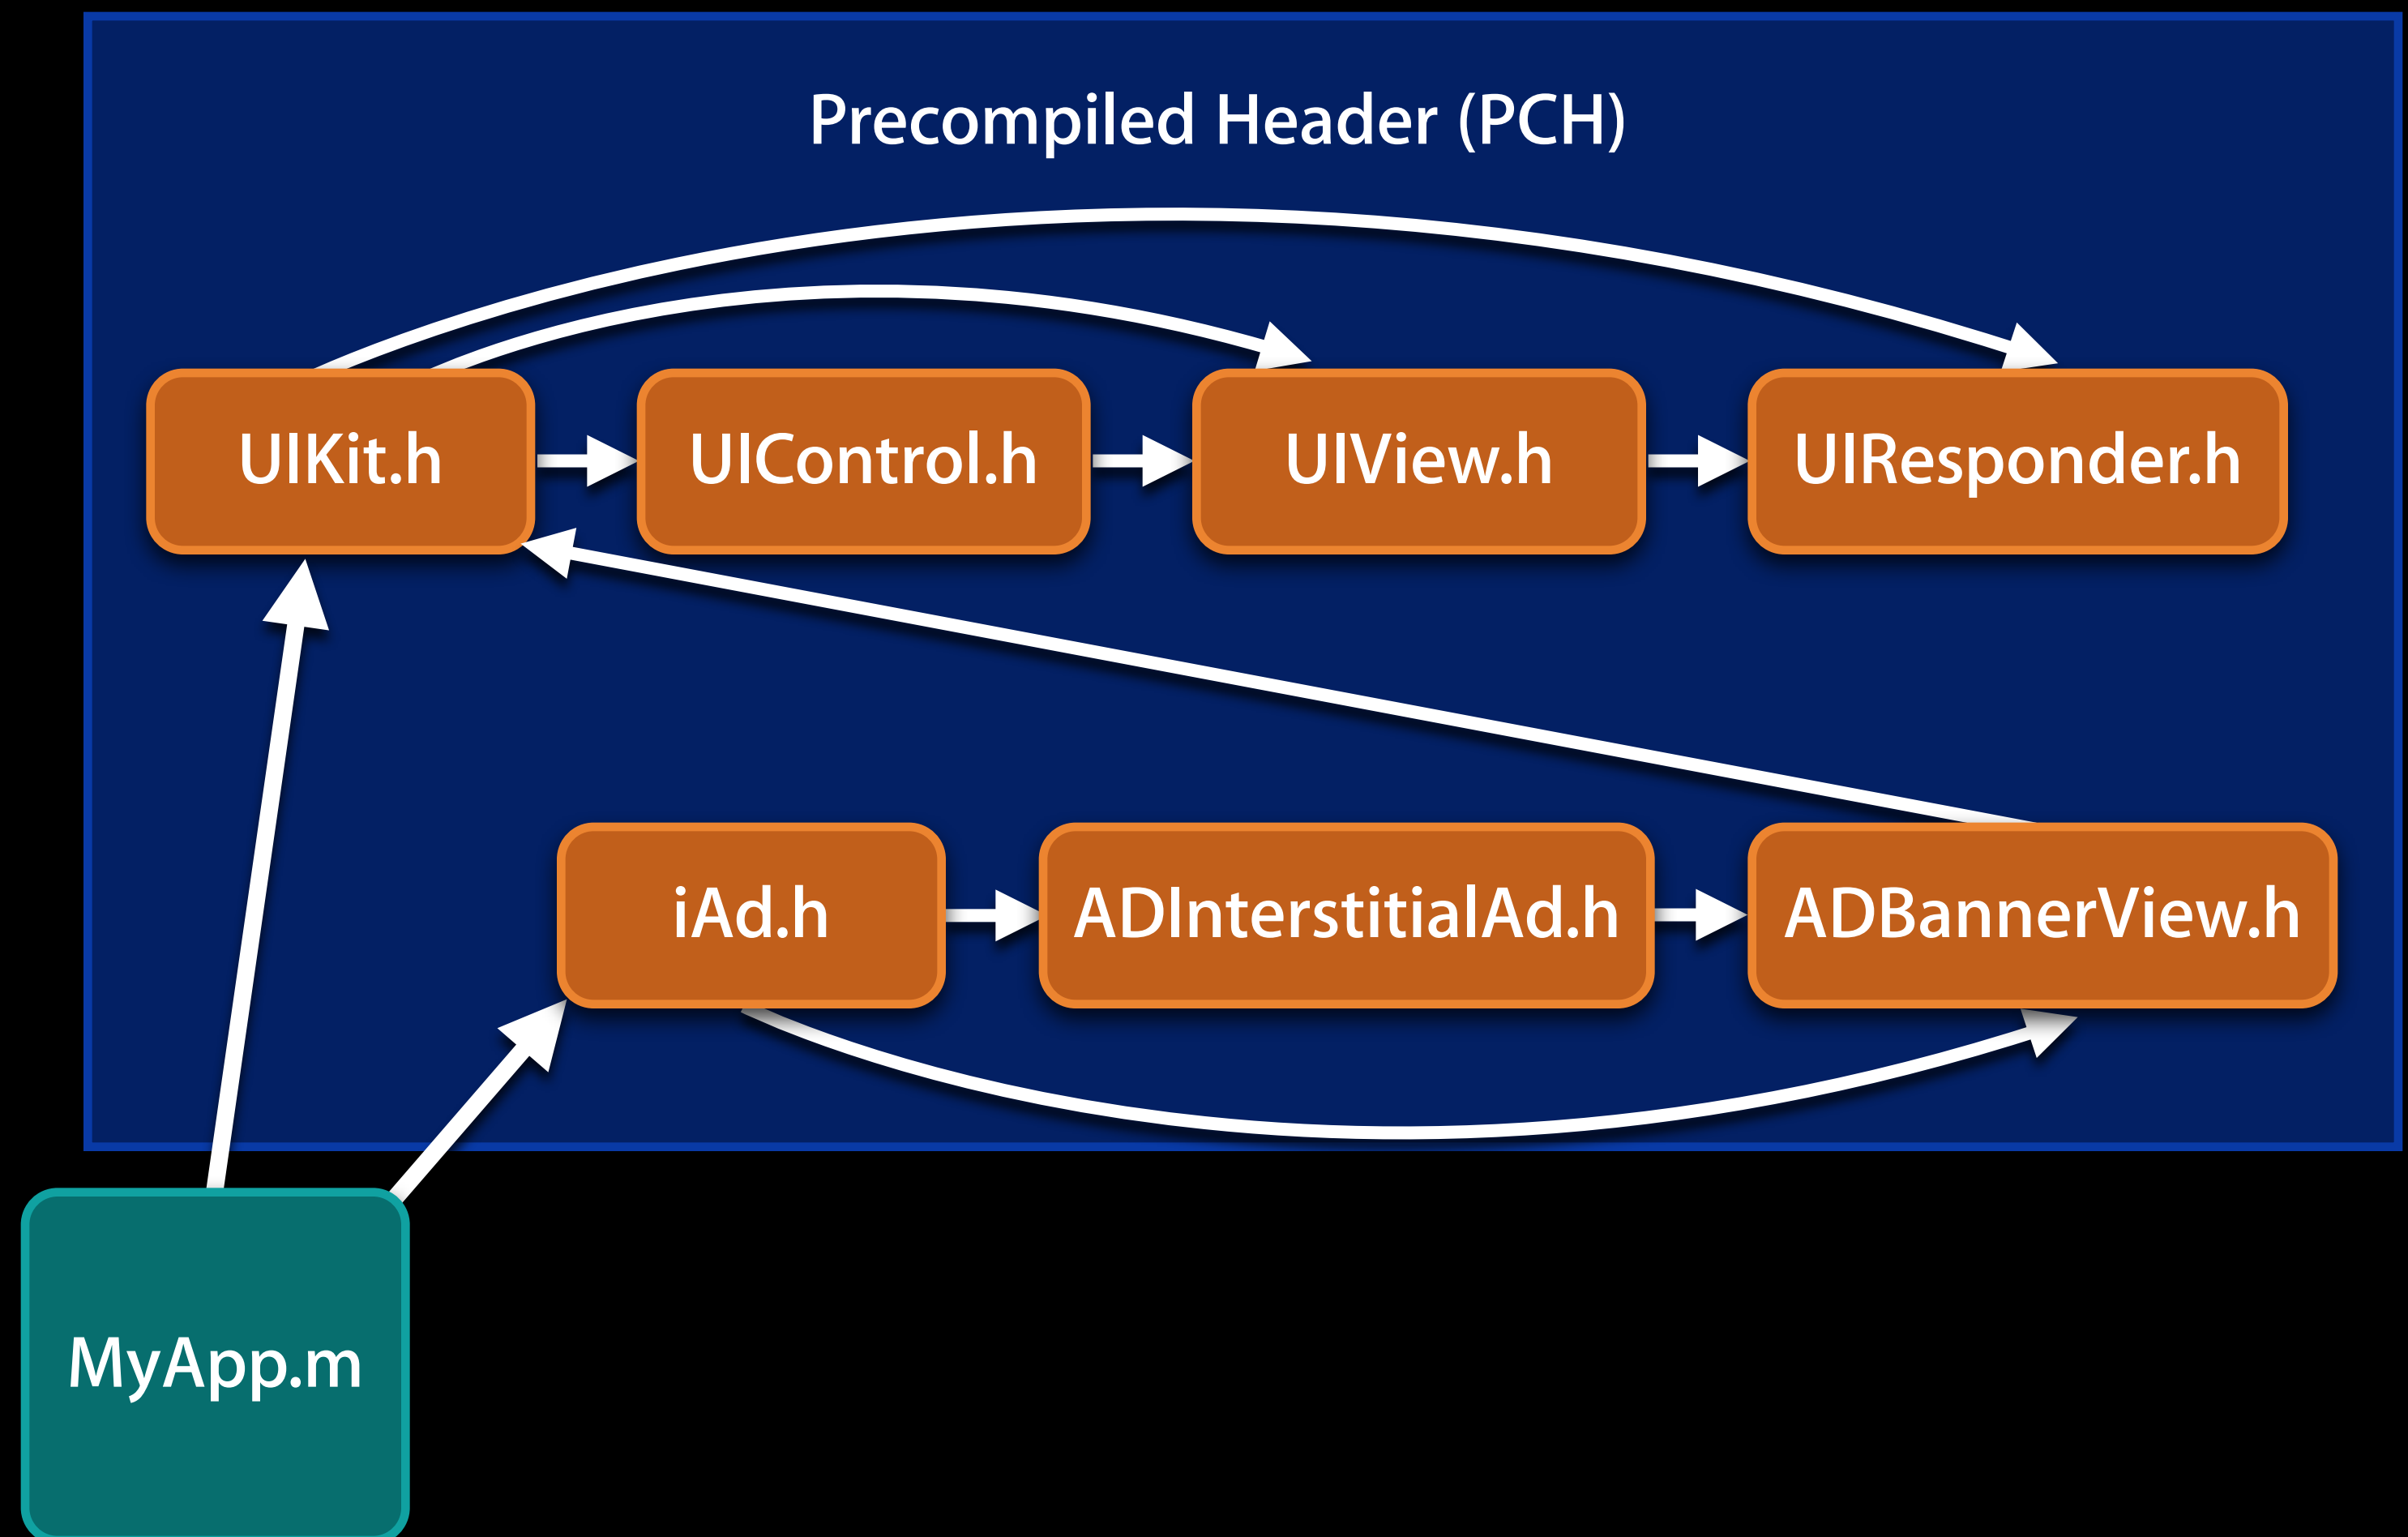 Precompiled Header (PCH)
UIKit.h
UIControl.h
UIView.h
UIResponder.h
iAd.h
ADInterstitialAd.h
ADBannerView.h
MyApp.m